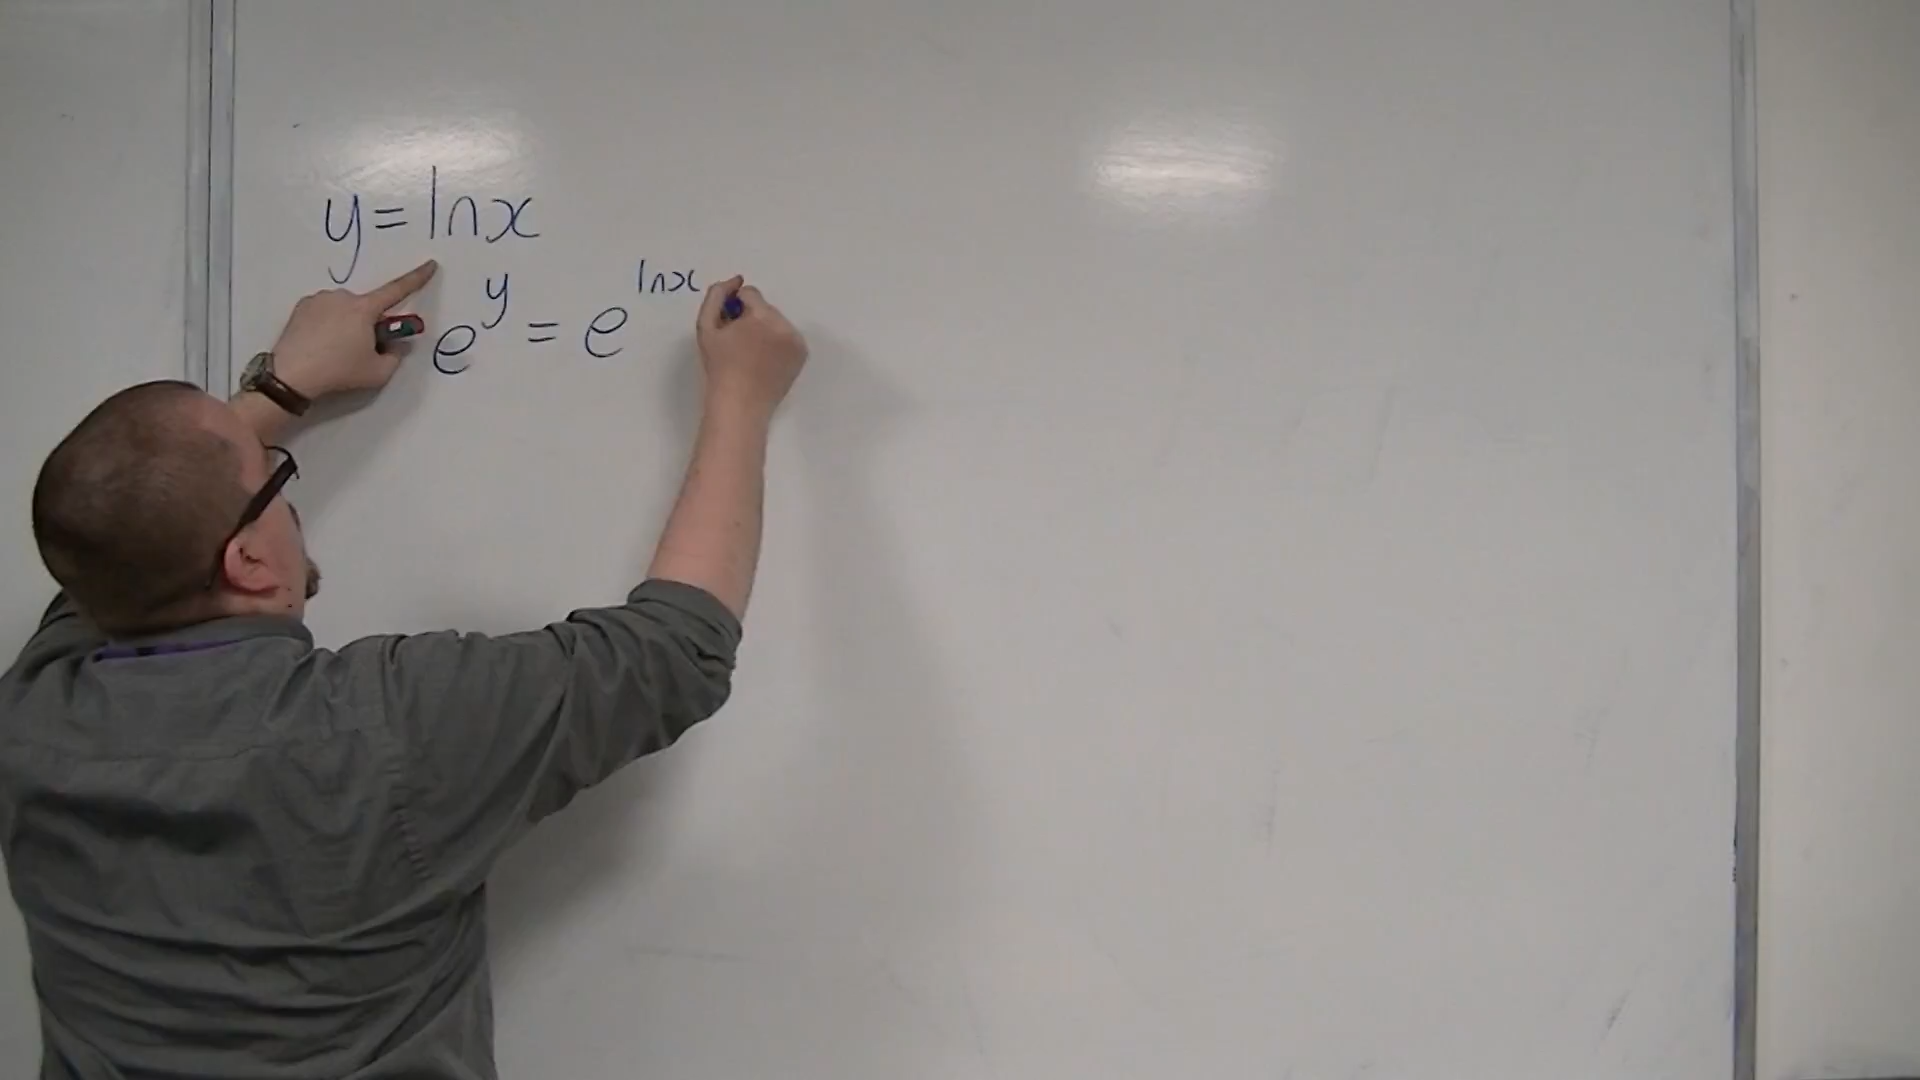 y = lnx
e^y = e^lnx